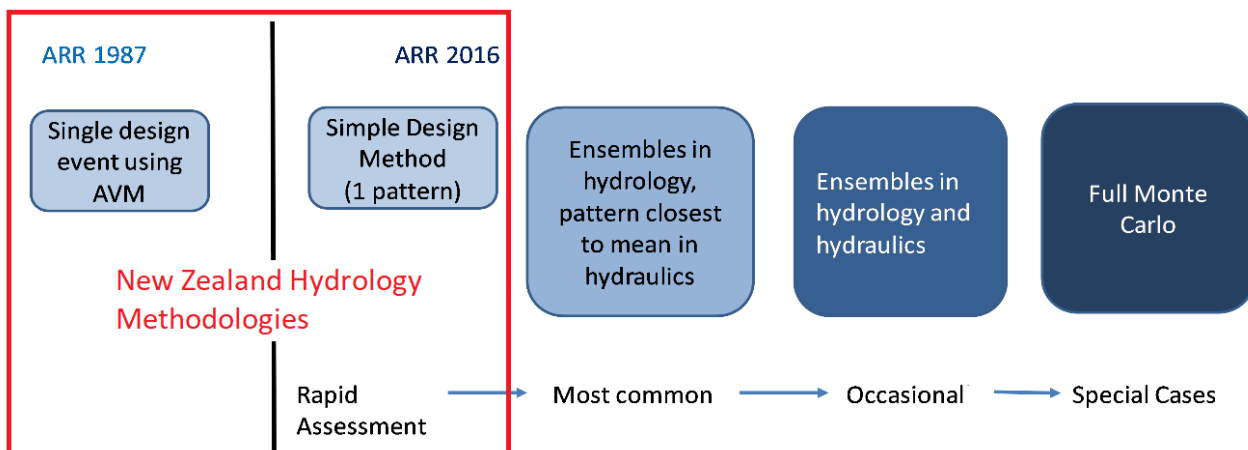 ARR 1987
ARR 2016
Single design
event using
AVM
Simple Design
Method
(1 pattern)
Ensembles in
hydrology,
pattern closest
to mean in
hydraulics
Ensembles in
hydrology and
hydraulics
Full Monte
Carlo
New Zealand Hydrology
Methodologies
Rapid
Assessment
Most common
Occasional
Special Cases